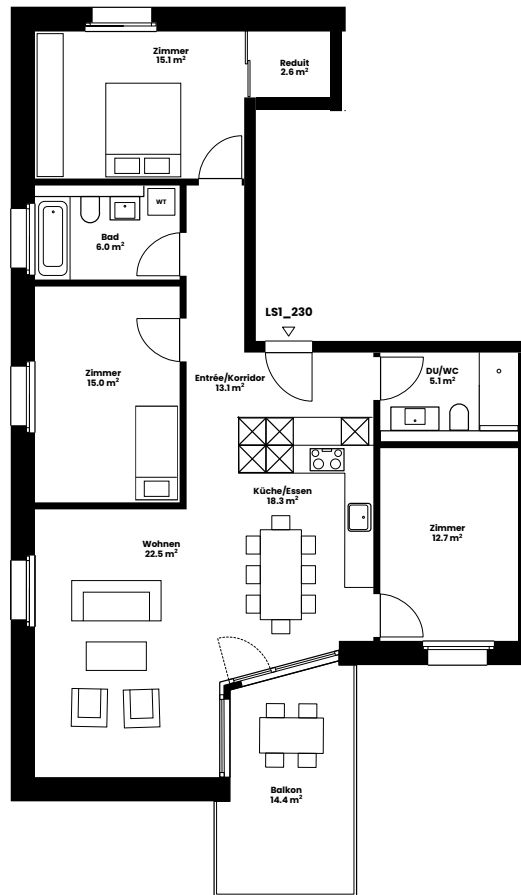 Zimmer
15.1 m²
Reduit
2.6 m²
WT
Bad
6.0 m²
LS1_230
Zimmer
15.0 m²
Entrée/Korridor
13.1 m²
DU/WC
5.1 m²
Küche/Essen
18.3 m²
Zimmer
12.7 m²
Wohnen
22.5 m²
Balkon
14.4 m²